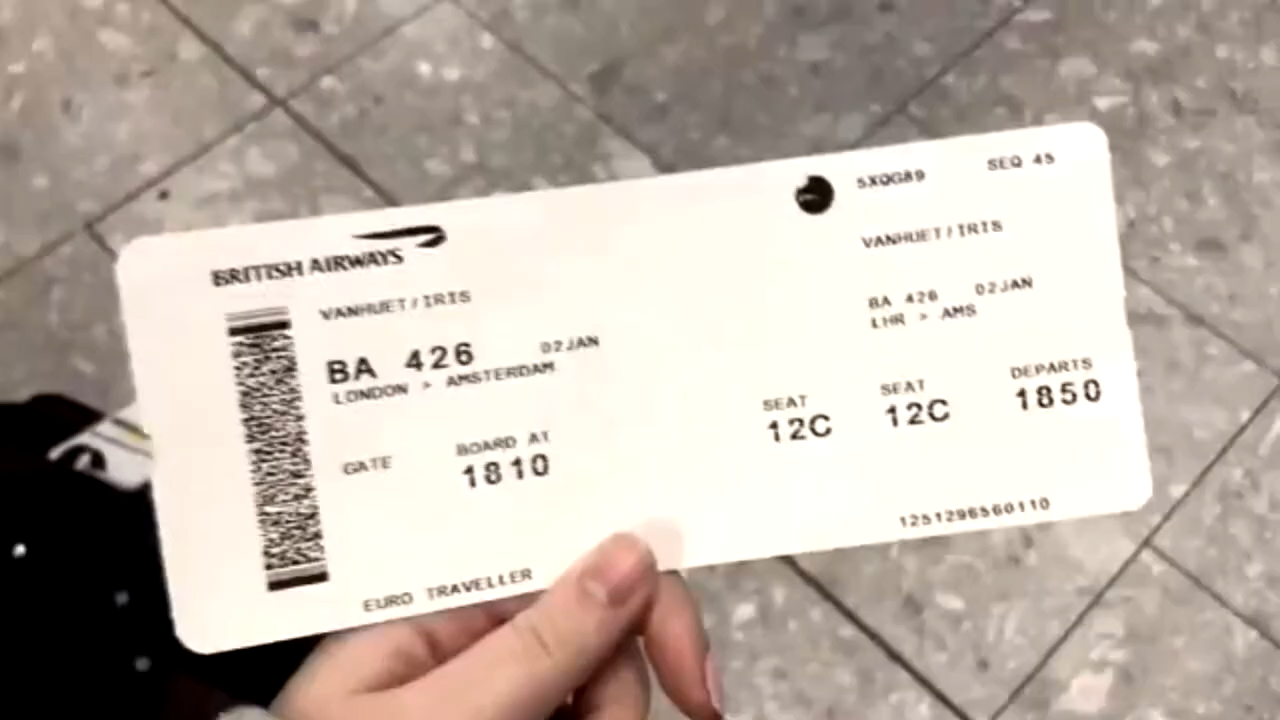 BRITISH AIRWAYS
VANHUET/IRIS
BA 426 02JAN
LONDON > AMSTERDAM
GATE
BOARD AT
1810
EURO TRAVELLER
5XQG89 SEQ 45
VANHUET/IRIS
BA 426 02JAN
LHR > AMS
SEAT SEAT DEPARTS
12C 12C 1850
1251296560110